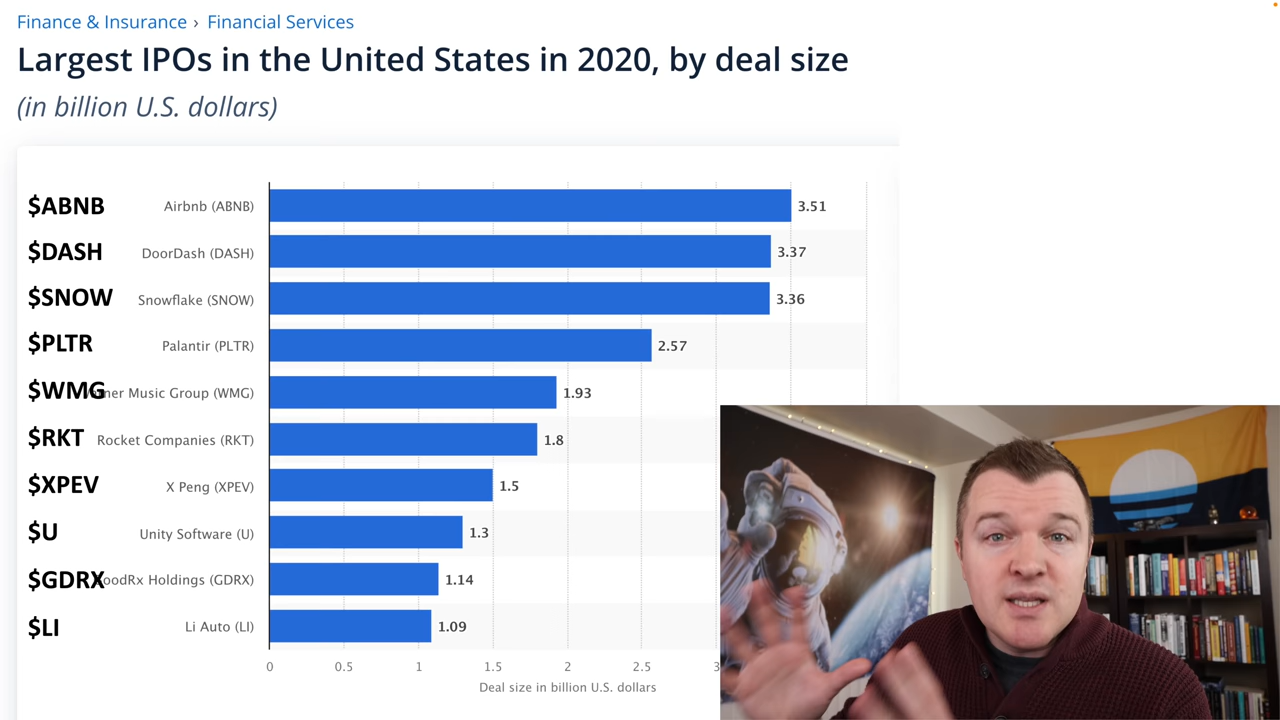 Finance & Insurance › Financial Services
Largest IPOs in the United States in 2020, by deal size
(in billion U.S. dollars)
$ABNB Airbnb (ABNB) 3.51
$DASH DoorDash (DASH) 3.37
$SNOW Snowflake (SNOW) 3.36
$PLTR Palantir (PLTR) 2.57
$WMG Music Group (WMG) 1.93
$RKT Rocket Companies (RKT) 1.8
$XPEV X Peng (XPEV) 1.5
$U Unity Software (U) 1.3
$GDRX Holdings (GDRX) 1.14
$LI Li Auto (LI) 1.09
0 0.5 1 1.5 2 2.5 3
Deal size in billion U.S. dollars